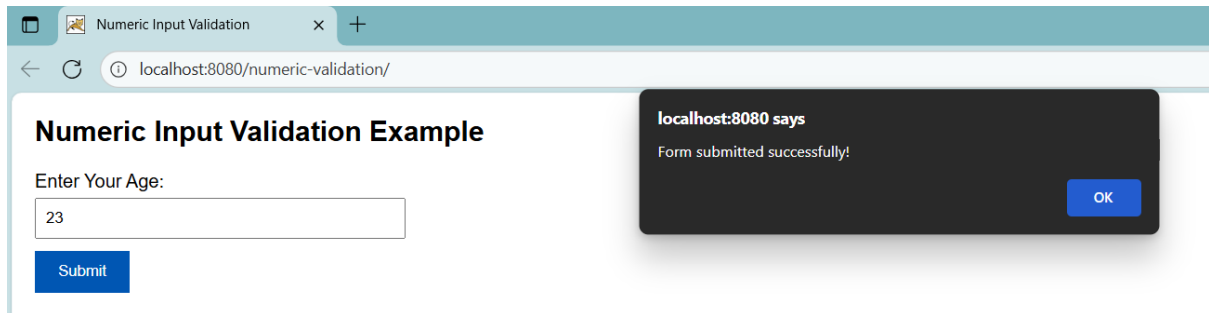 Numeric Input Validation
localhost:8080/numeric-validation/
localhost:8080 says
Form submitted successfully!
OK
Numeric Input Validation Example
Enter Your Age:
23
Submit